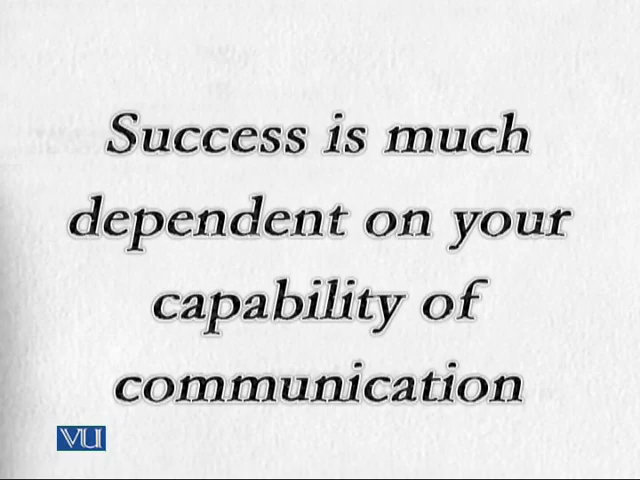 Success is much
dependent on your
capability of
communication
VU